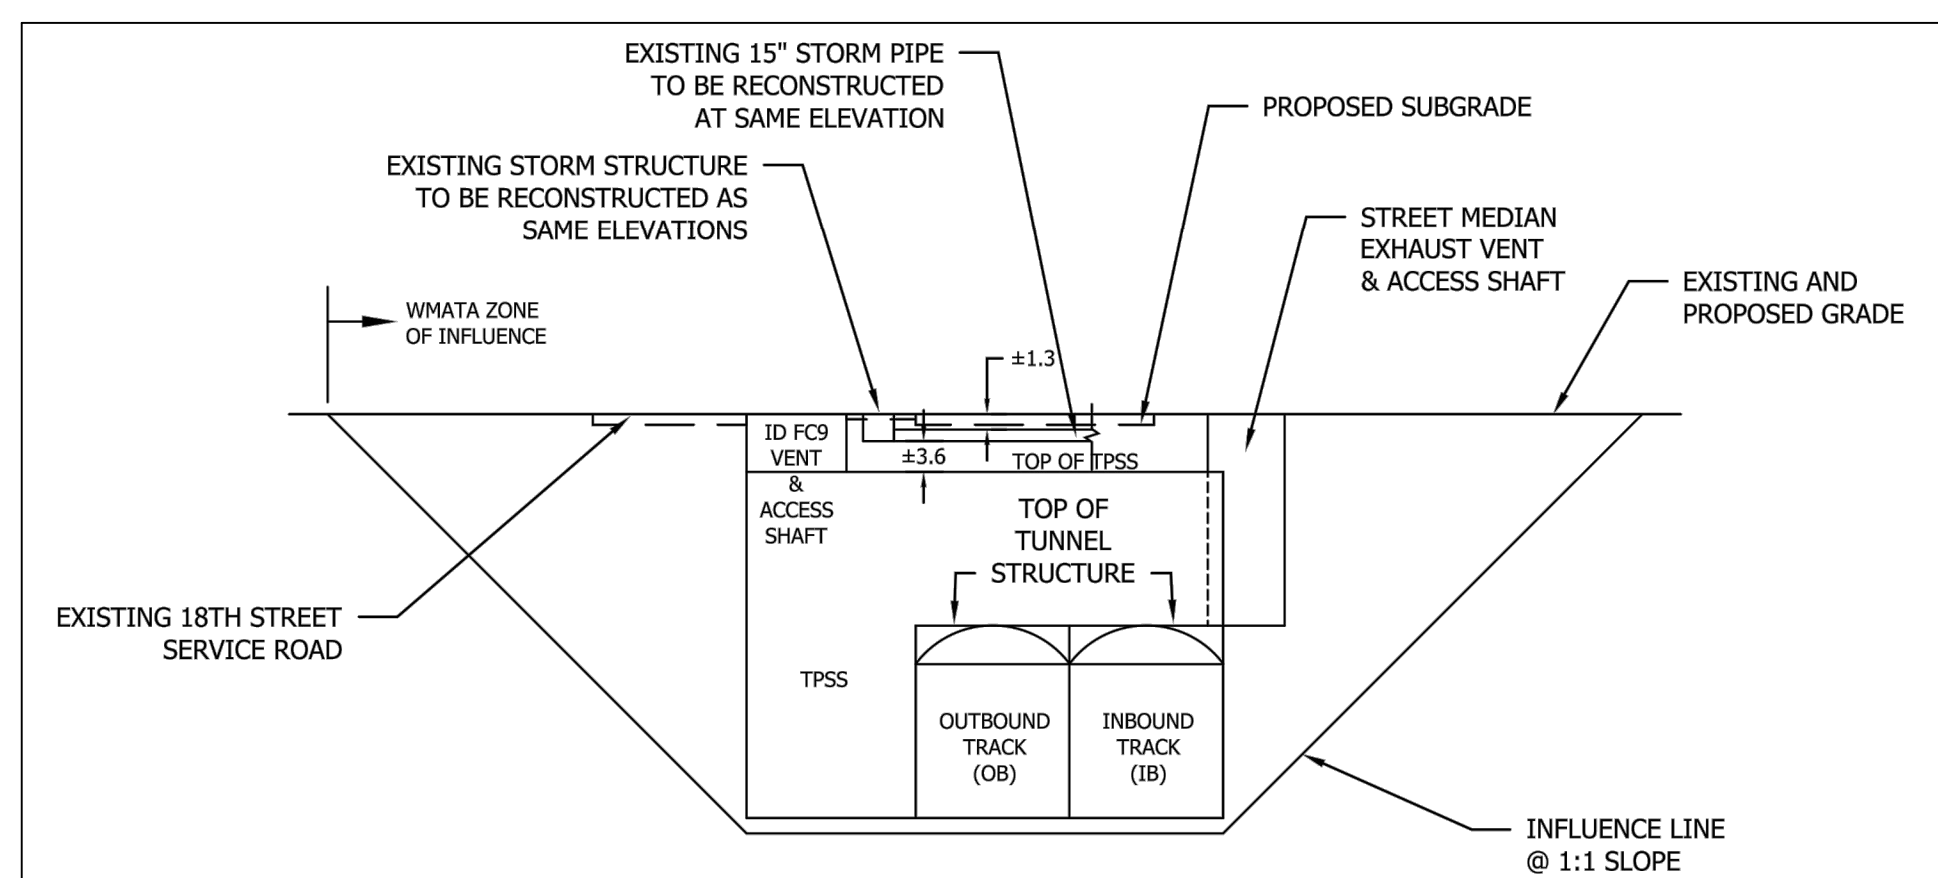 EXISTING 15" STORM PIPE
TO BE RECONSTRUCTED
AT SAME ELEVATION
PROPOSED SUBGRADE
EXISTING STORM STRUCTURE
TO BE RECONSTRUCTED AS
SAME ELEVATIONS
STREET MEDIAN
EXHAUST VENT
& ACCESS SHAFT
EXISTING AND
PROPOSED GRADE
WMATA ZONE
OF INFLUENCE
±1.3
ID FC9
VENT
&
ACCESS
SHAFT
±3.6
TOP OF TPSS
TOP OF
TUNNEL
STRUCTURE
EXISTING 18TH STREET
SERVICE ROAD
TPSS
OUTBOUND
TRACK
(OB)
INBOUND
TRACK
(IB)
INFLUENCE LINE
@ 1:1 SLOPE